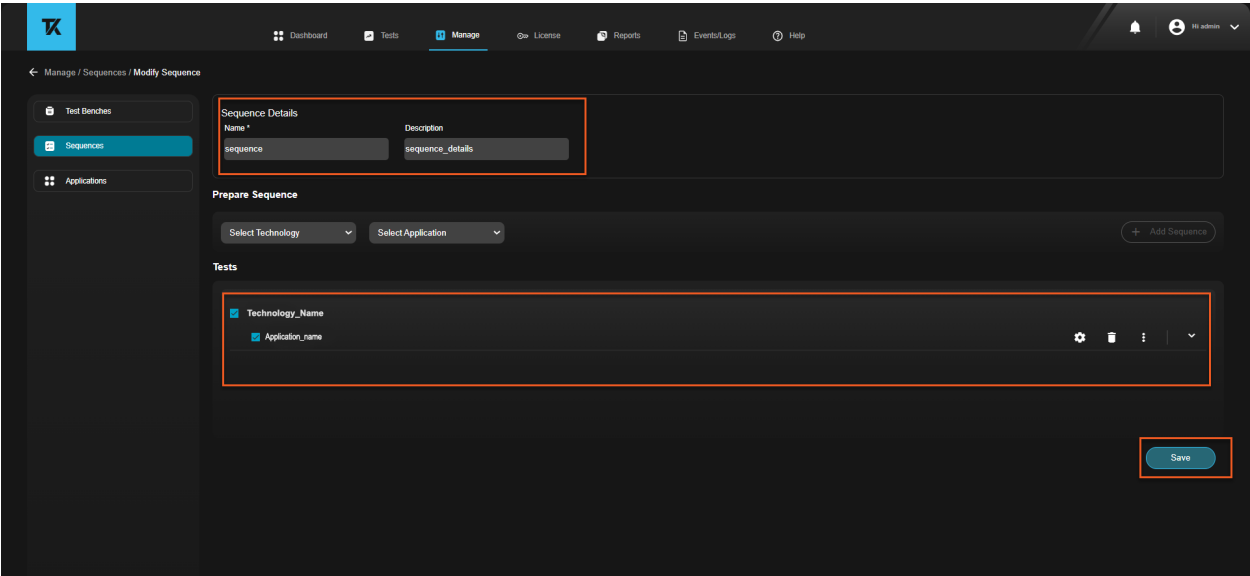 TK
Dashboard Tests Manage License Reports Events/Logs Help Hi admin
Manage / Sequences / Modify Sequence
Test Benches
Sequences
Applications
Sequence Details
Name * Description
sequence sequence_details
Prepare Sequence
Select Technology Select Application + Add Sequence
Tests
Technology_Name
Application_name
Save